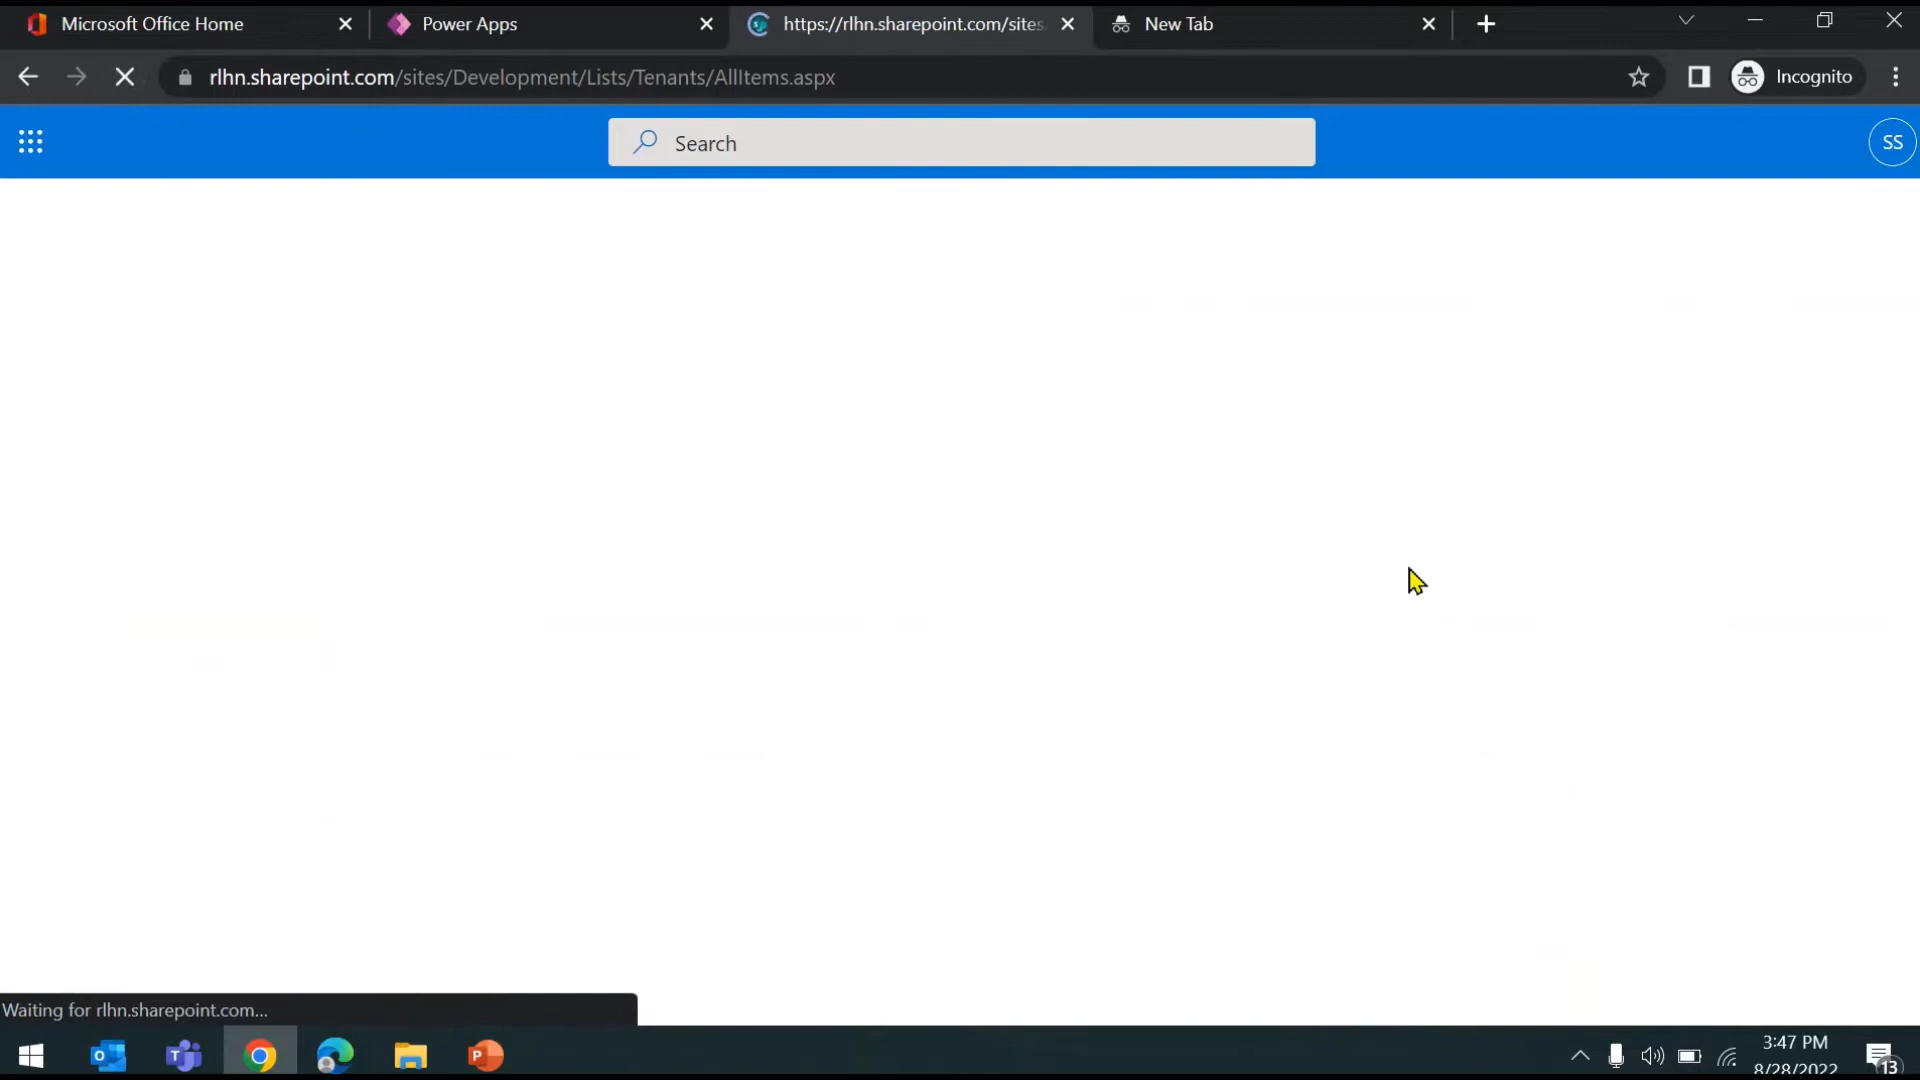 Microsoft Office Home
Power Apps
https://rlhn.sharepoint.com/sites
New Tab
rlhn.sharepoint.com/sites/Development/Lists/Tenants/AllItems.aspx
Incognito
Search
SS
Waiting for rlhn.sharepoint.com...
3:47 PM
8/28/2022
13